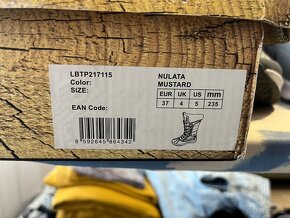 LBTP217115 NULATA
Color: MUSTARD
SIZE: EUR UK US mm
37 4 5 235
EAN Code:
8 592645 864342